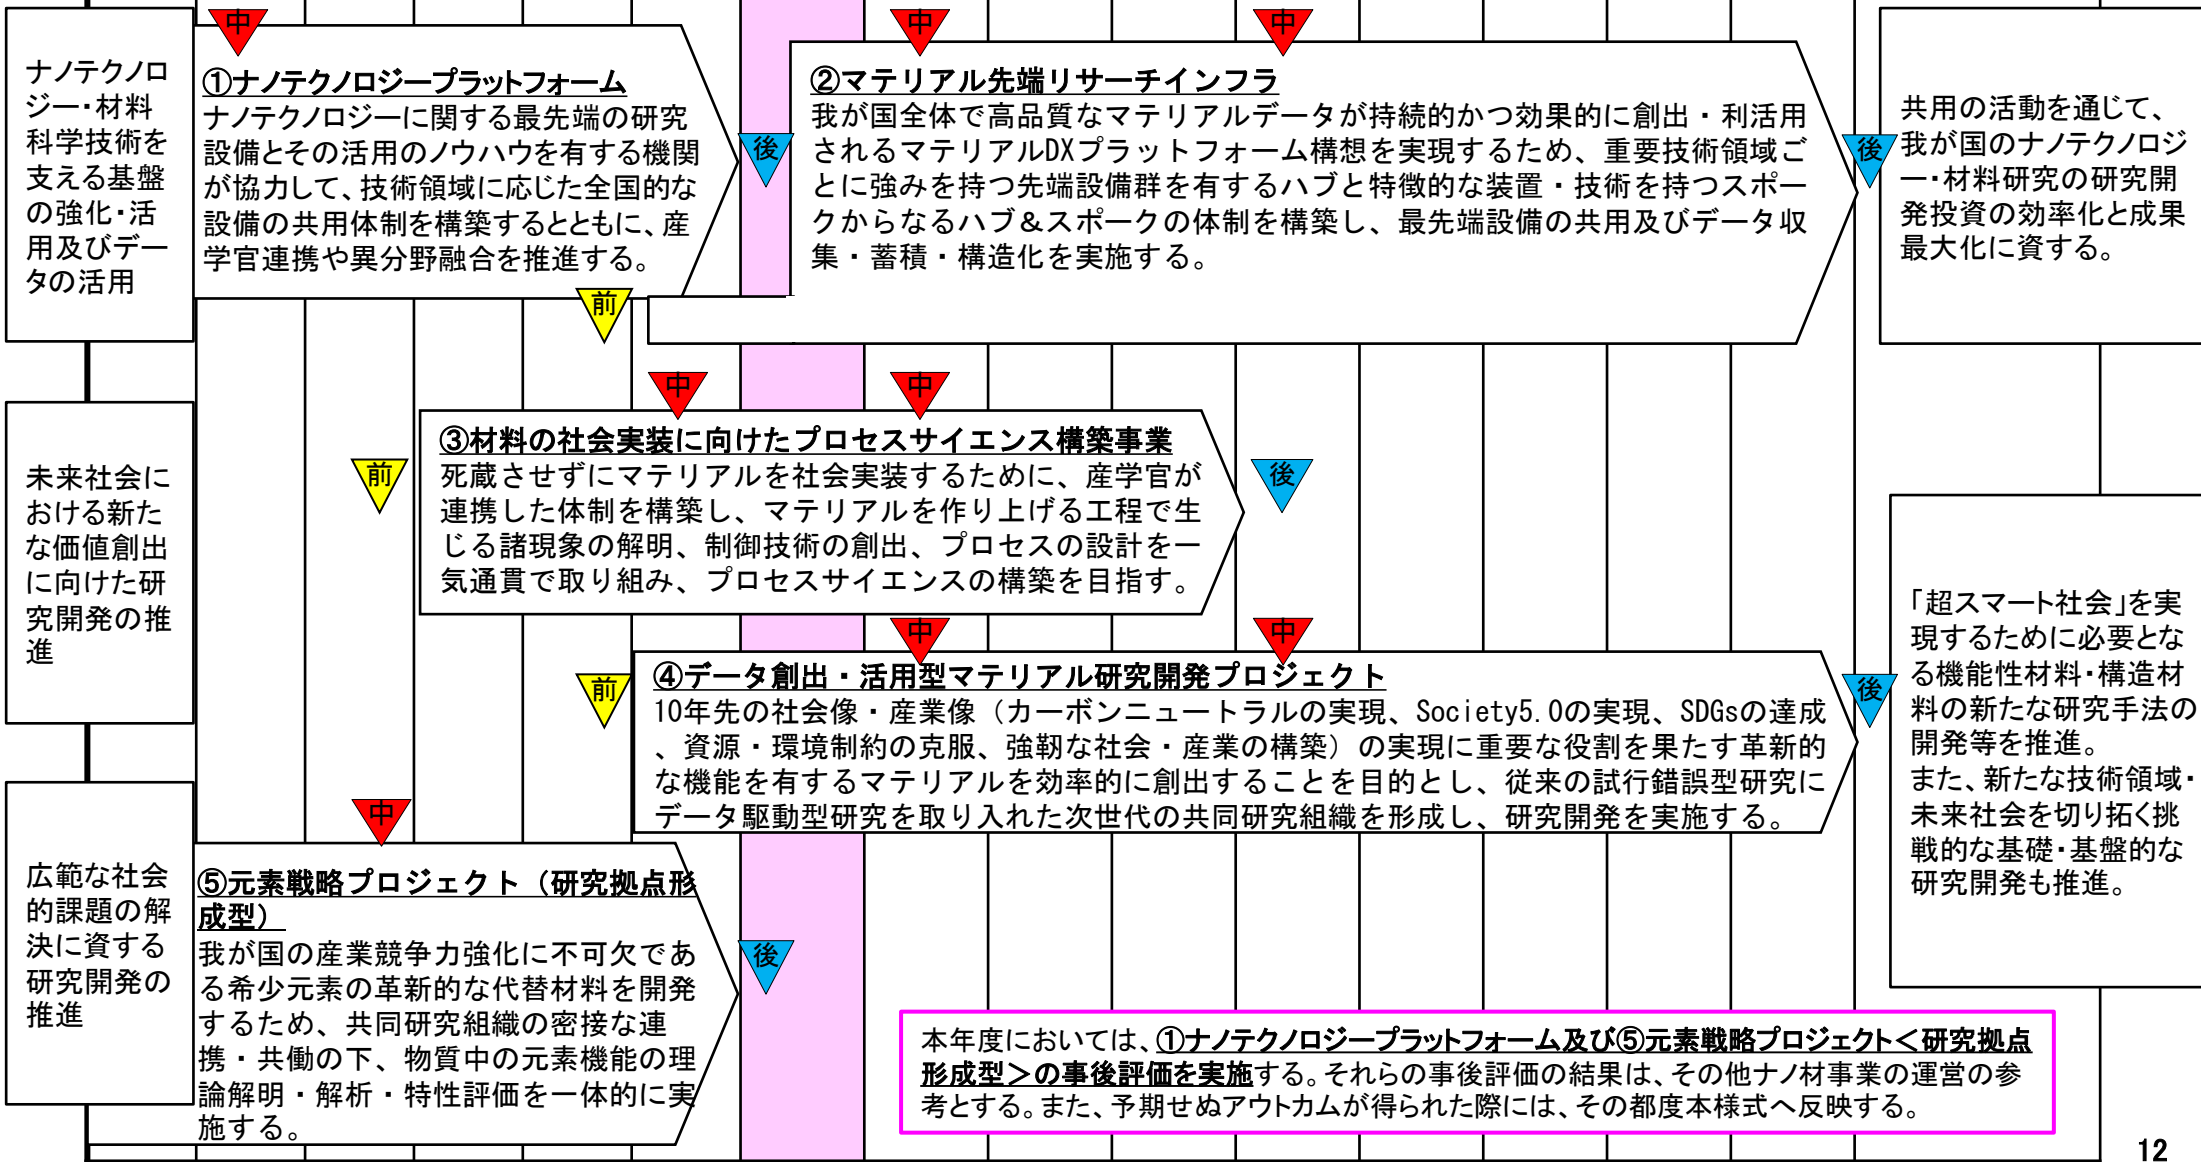 中
中
中
ナノテクノロ
ジー・材料
科学技術を
支える基盤
の強化・活
用及びデー
タの活用
①ナノテクノロジープラットフォーム
ナノテクノロジーに関する最先端の研究
設備とその活用のノウハウを有する機関
が協力して、技術領域に応じた全国的な
設備の共用体制を構築するとともに、産
学官連携や異分野融合を推進する。
後
前
②マテリアル先端リサーチインフラ
我が国全体で高品質なマテリアルデータが持続的かつ効果的に創出・利活用
されるマテリアルDXプラットフォーム構想を実現するため、重要技術領域ご
とに強みを持つ先端設備群を有するハブと特徴的な装置・技術を持つスポー
クからなるハブ＆スポークの体制を構築し、最先端設備の共用及びデータ収
集・蓄積・構造化を実施する。
後
共用の活動を通じて、
我が国のナノテクノロジ
ー・材料研究の研究開
発投資の効率化と成果
最大化に資する。
中
中
未来社会に
おける新た
な価値創出
に向けた研
究開発の推
進
前
③材料の社会実装に向けたプロセスサイエンス構築事業
死蔵させずにマテリアルを社会実装するために、産学官が
連携した体制を構築し、マテリアルを作り上げる工程で生
じる諸現象の解明、制御技術の創出、プロセスの設計を一
気通貫で取り組み、プロセスサイエンスの構築を目指す。
後
中
中
前
④データ創出・活用型マテリアル研究開発プロジェクト
10年先の社会像・産業像（カーボンニュートラルの実現、Society5.0の実現、SDGsの達成
、資源・環境制約の克服、強靭な社会・産業の構築）の実現に重要な役割を果たす革新的
な機能を有するマテリアルを効率的に創出することを目的とし、従来の試行錯誤型研究に
データ駆動型研究を取り入れた次世代の共同研究組織を形成し、研究開発を実施する。
後
「超スマート社会」を実
現するために必要とな
る機能性材料・構造材
料の新たな研究手法の
開発等を推進。
また、新たな技術領域・
未来社会を切り拓く挑
戦的な基礎・基盤的な
研究開発も推進。
中
広範な社会
的課題の解
決に資する
研究開発の
推進
⑤元素戦略プロジェクト（研究拠点形
成型）
我が国の産業競争力強化に不可欠であ
る希少元素の革新的な代替材料を開発
するため、共同研究組織の密接な連
携・共働の下、物質中の元素機能の理
論解明・解析・特性評価を一体的に実
施する。
後
本年度においては、①ナノテクノロジープラットフォーム及び⑤元素戦略プロジェクト＜研究拠点
形成型＞の事後評価を実施する。それらの事後評価の結果は、その他ナノ材事業の運営の参
考とする。また、予期せぬアウトカムが得られた際には、その都度本様式へ反映する。
12